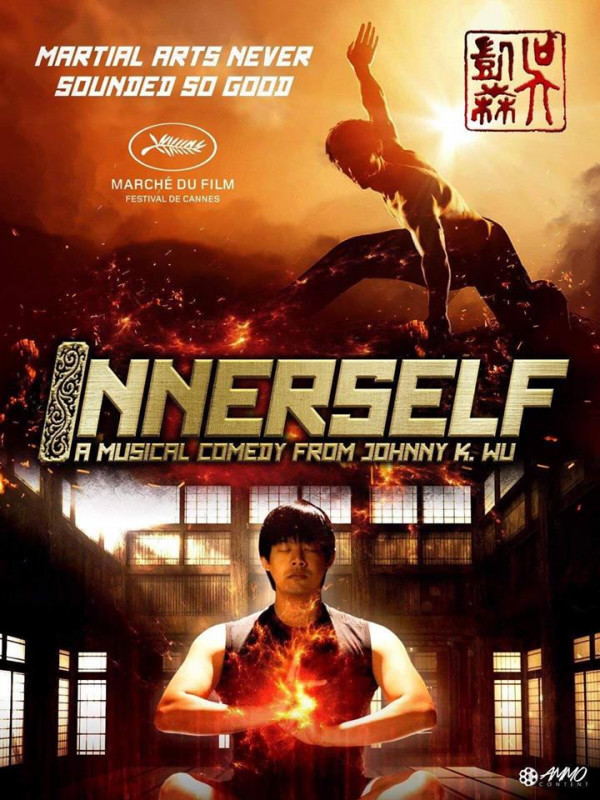 MARTIAL ARTS NEVER
SOUNDED SO GOOD
MARCHÉ DU FILM
FESTIVAL DE CANNES
INNERSELF
A MUSICAL COMEDY FROM JOHNNY K. WU
AMMO
CONTENT